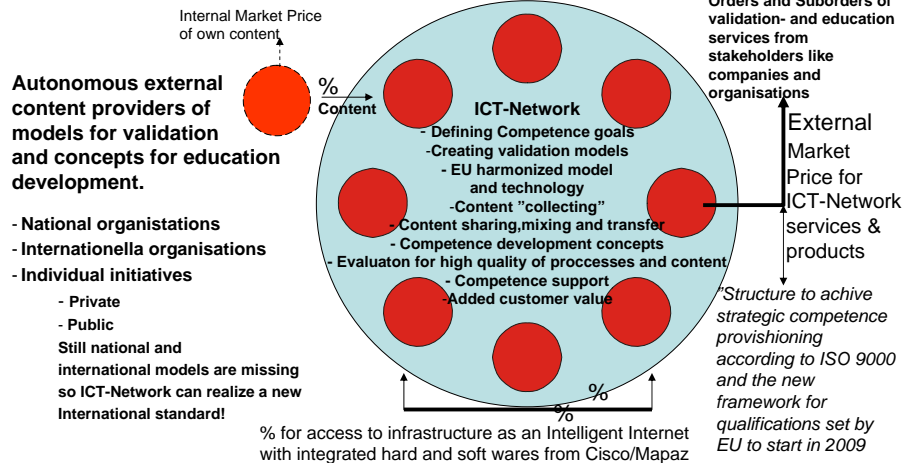 Internal Market Price
of own content
Autonomous external
content providers of
models for validation
and concepts for education
development.
- National organistations
- Internationella organisations
- Individual initiatives
- Private
- Public
Still national and
international models are missing
so ICT-Network can realize a new
International standard!
%
Content
ICT-Network
- Defining Competence goals
-Creating validation models
- EU harmonized model
and technology
-Content ”collecting”
- Content sharing,mixing and transfer
- Competence development concepts
- Evaluaton for high quality of proccesses and content
- Competence support
-Added customer value
%
%
% for access to infrastructure as an Intelligent Internet
with integrated hard and soft wares from Cisco/Mapaz
Orders and Suborders of
validation- and education
services from
stakeholders like
companies and
organisations
External
Market
Price for
ICT-Network
services &
products
”Structure to achive
strategic competence
provishioning
according to ISO 9000
and the new
framework for
qualifications set by
EU to start in 2009